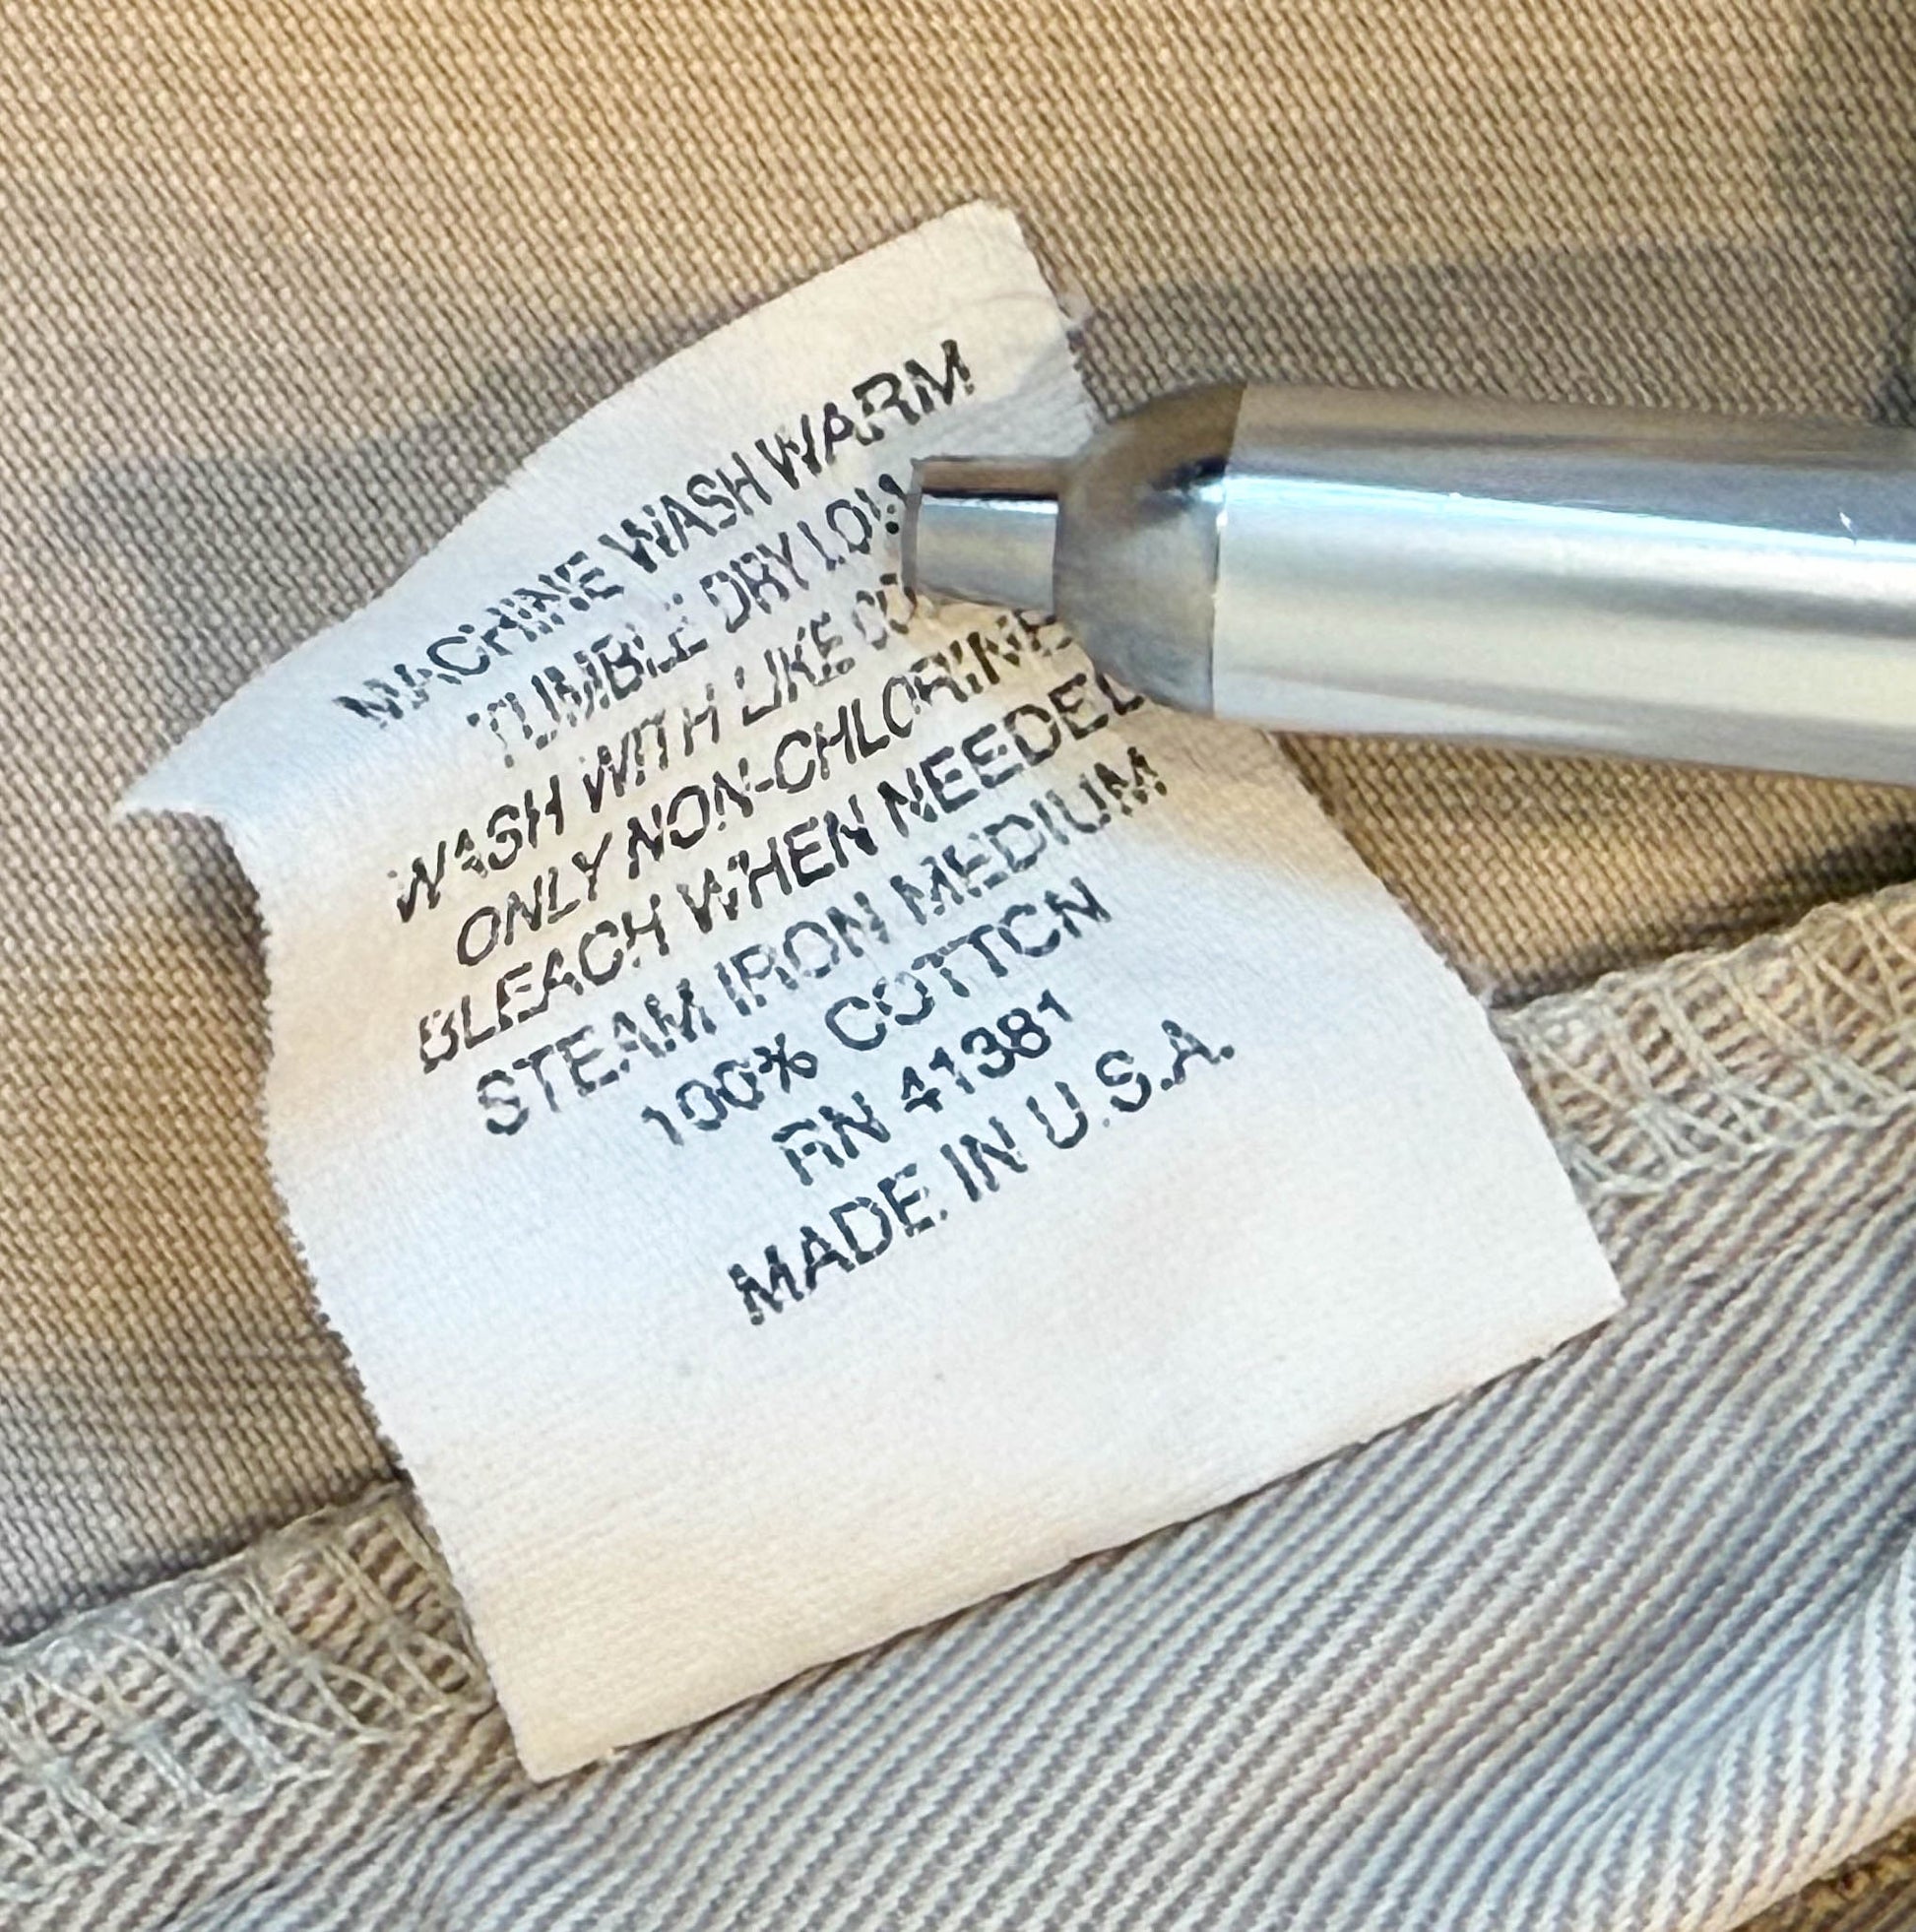 MACHINE WASH WARM
TUMBLE DRY LOW
WASH WITH LIKE
ONLY NON-CHLORINE
BLEACH WHEN NEEDED
STEAM IRON MEDIUM
100% COTTON
RN 41381
MADE IN U.S.A.